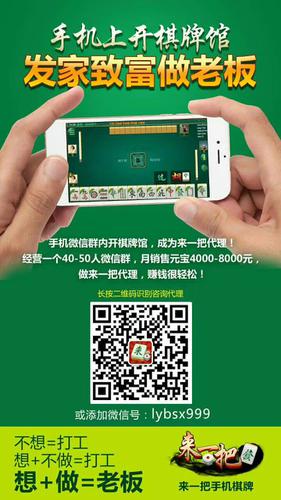 手机上开棋牌馆
发家致富做老板
手机微信群内开棋牌馆，成为来一把代理！
经营一个40-50人微信群，月销售元宝4000-8000元，
做来一把代理，赚钱很轻松！
长按二维码识别咨询代理
或添加微信号：lybsx999
不想=打工
想+不做=打工
想+做=老板
来一把
来一把手机棋牌